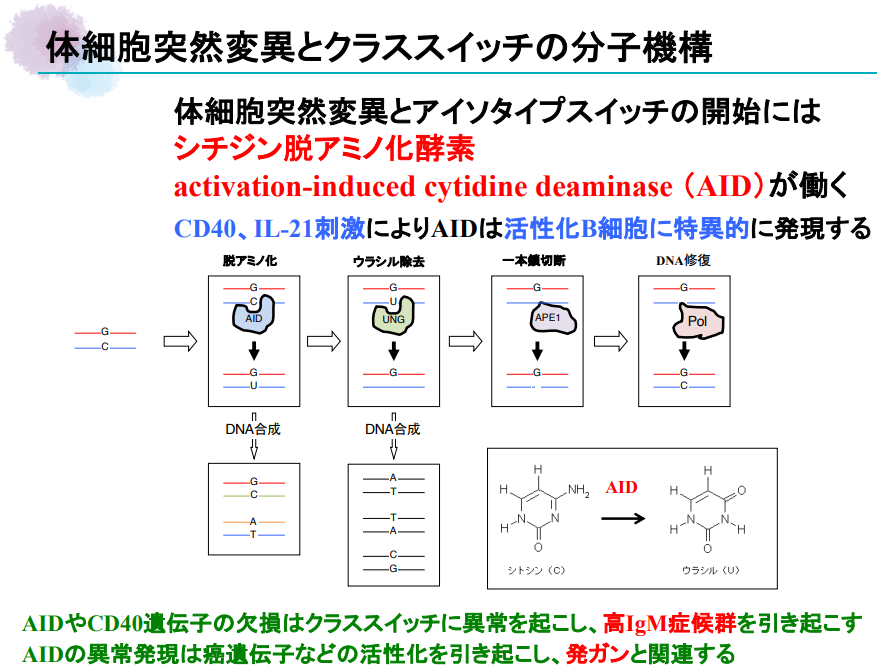 体細胞突然変異とクラススイッチの分子機構
体細胞突然変異とアイソタイプスイッチの開始には
シチジン脱アミノ化酵素
activation-induced cytidine deaminase（AID）が働く
CD40、IL-21刺激によりAIDは活性化B細胞に特異的に発現する
脱アミノ化 ウラシル除去 一本鎖切断 DNA修復
G G G G
C U
AID UNG APE1 Pol
G
C
G G G G
U C
DNA合成 DNA合成
G
C
A
T
A
T
T
A
C
G
H
H NH2
N N
H
O
シトシン（C）
AID
H
H O
N N
H H
O
ウラシル（U）
AIDやCD40遺伝子の欠損はクラススイッチに異常を起こし、高IgM症候群を引き起こす
AIDの異常発現は癌遺伝子などの活性化を引き起こし、発ガンと関連する